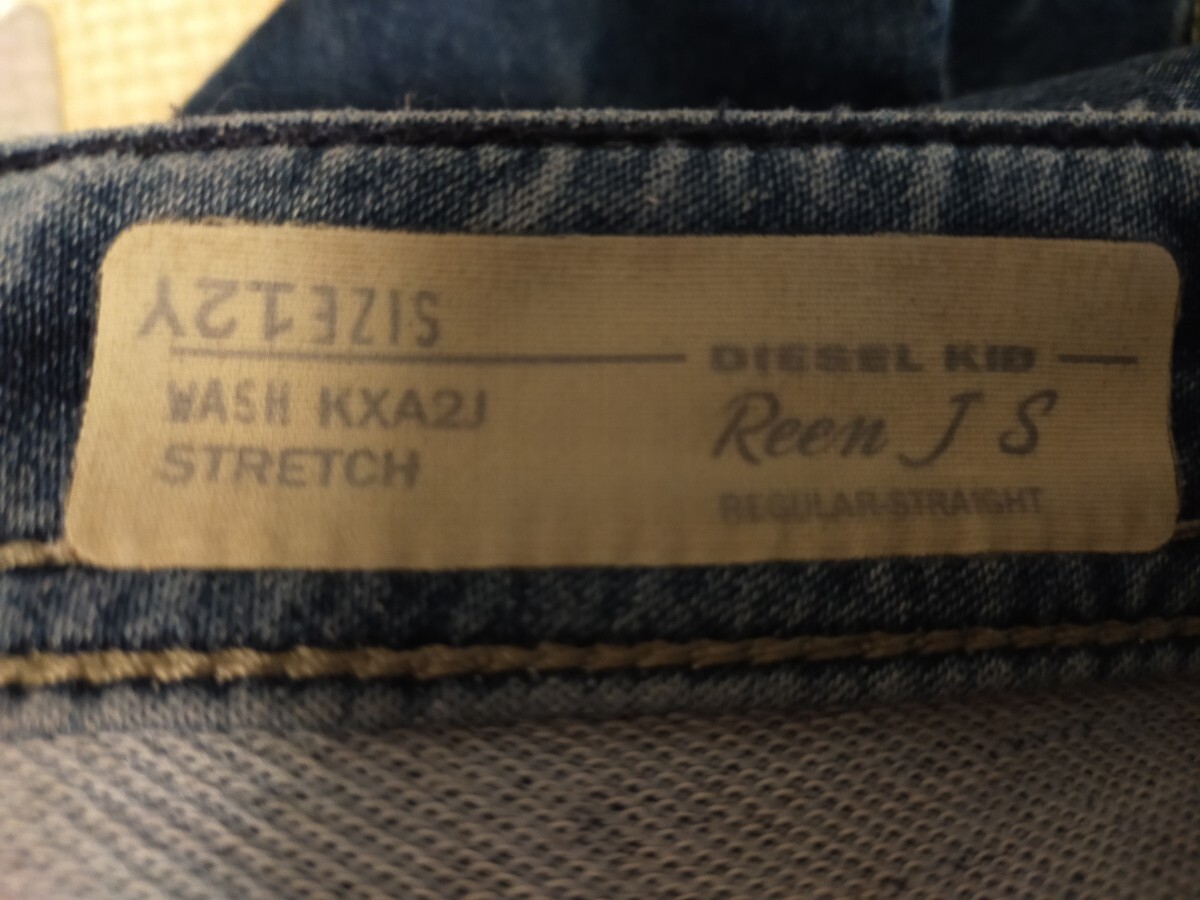 SIZE12Y
DIESEL KID
WASH KXA2J
STRETCH
Reen J S
REGULAR-STRAIGHT